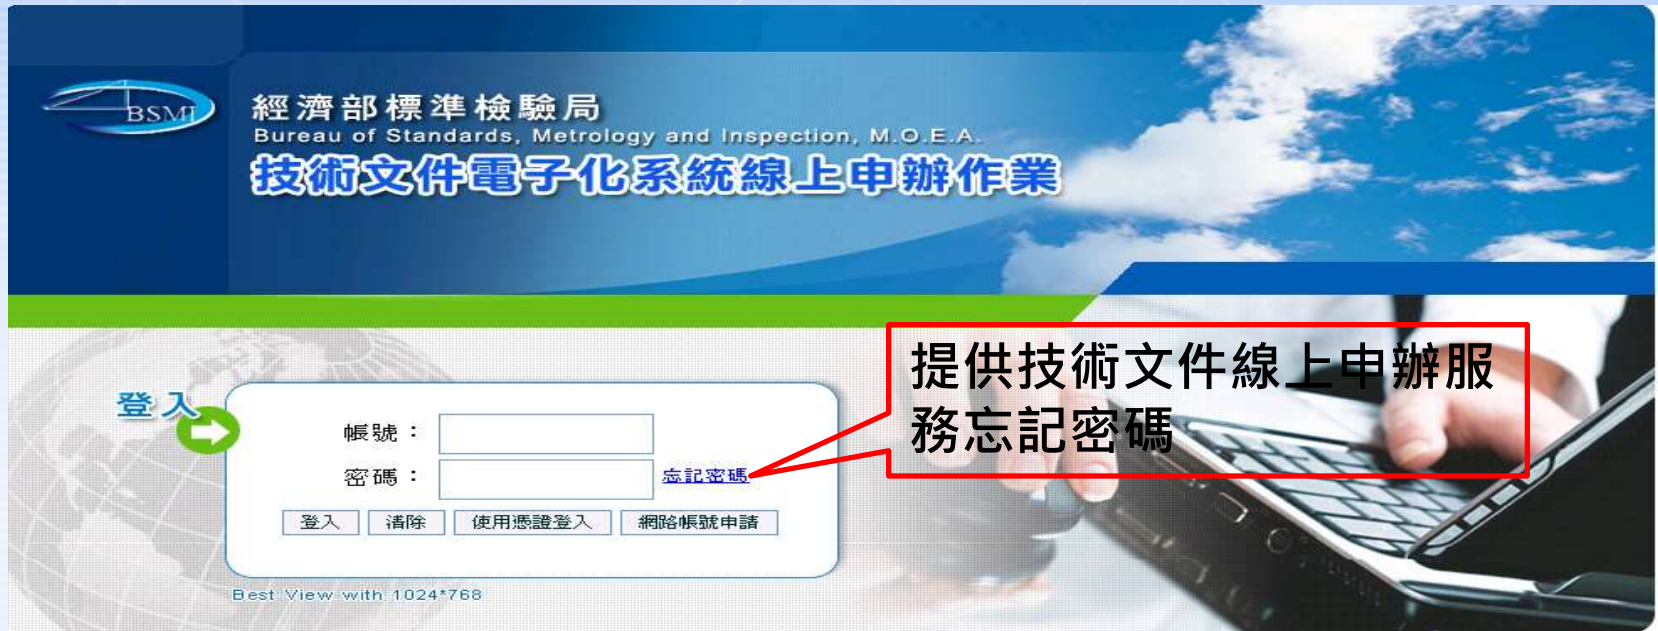 BSMI
經濟部標準檢驗局
Bureau of Standards, Metrology and Inspection, M.O.E.A.
技術文件電子化系統線上申辦作業
提供技術文件線上申辦服
務忘記密碼
登入
帳號：
密碼：
忘記密碼
登入 清除 使用憑證登入 網路帳號申請
Best View with 1024*768